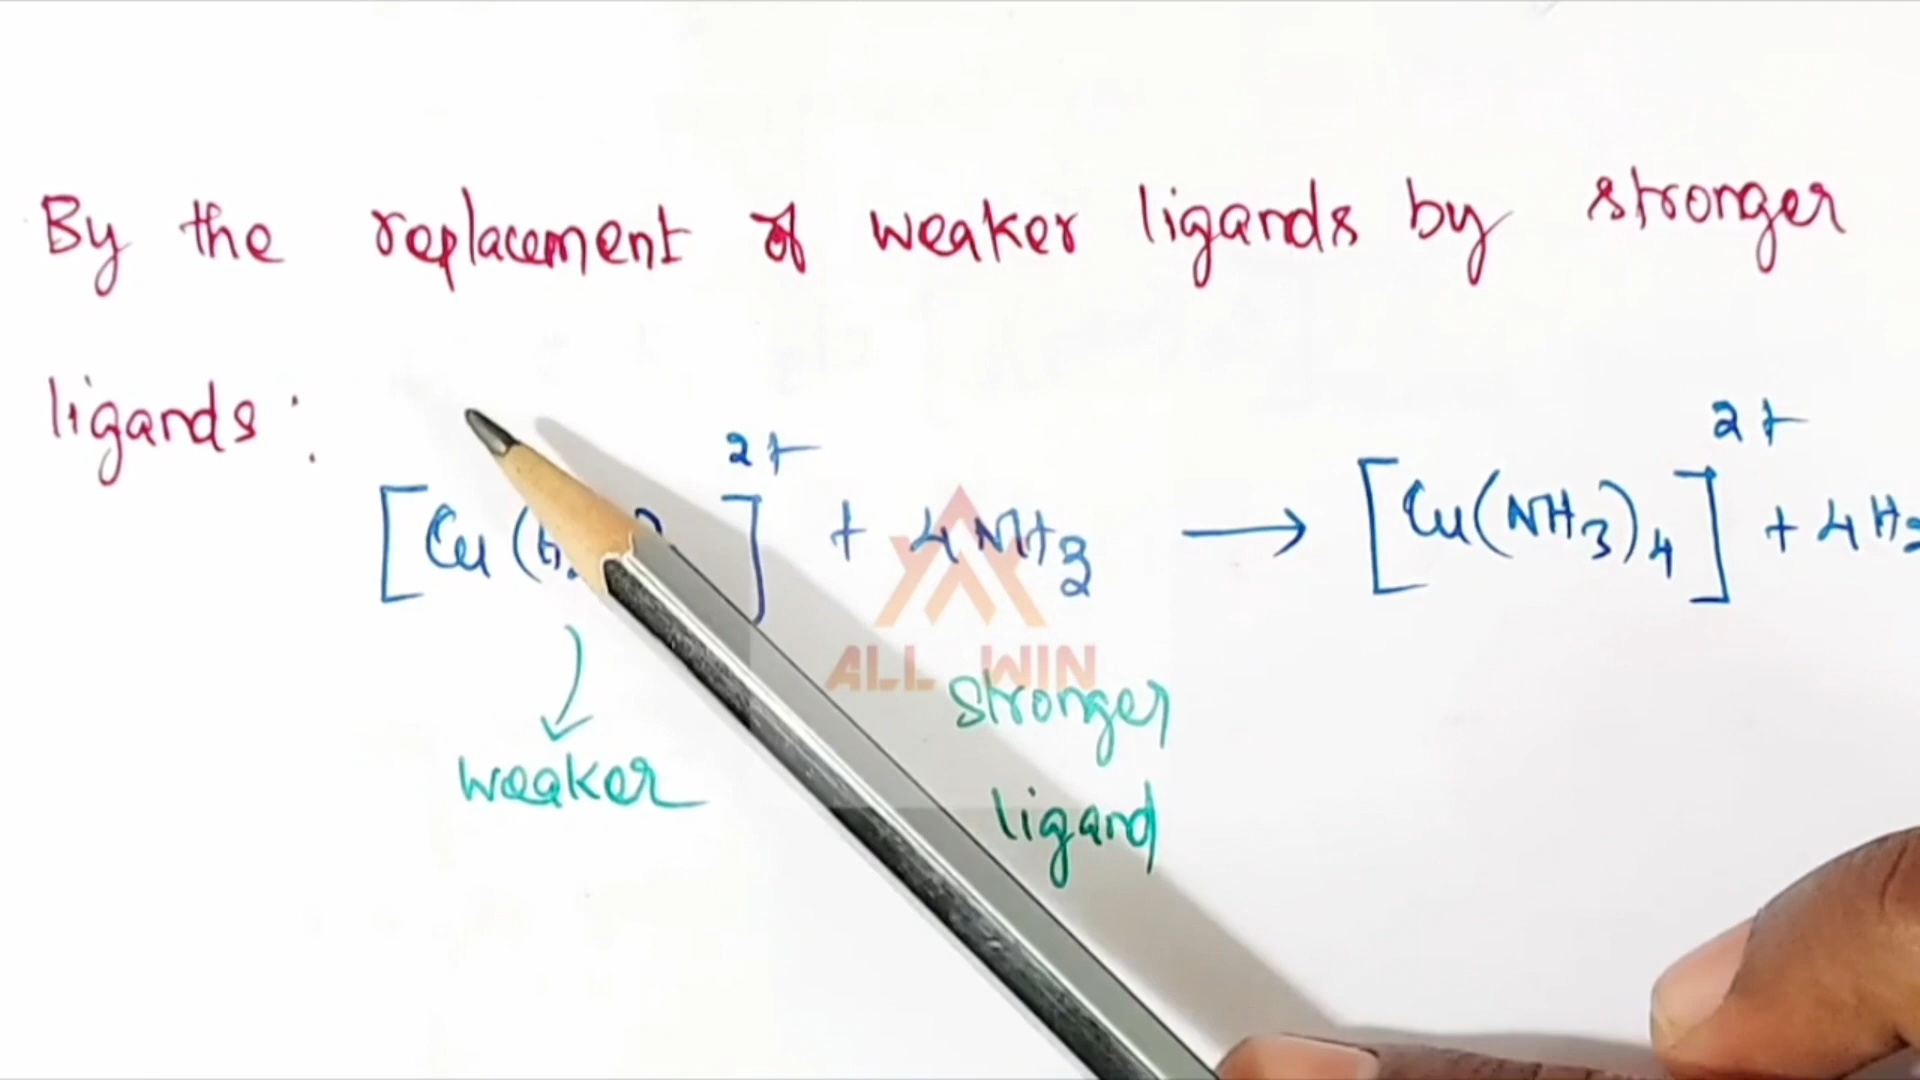 By the replacement of weaker ligands by stronger
ligands:
[Cu(H₂ ]²⁺ + 4NH₃ → [Cu(NH₃)₄]²⁺ + 4H₂
ALL WIN
weaker
stronger
ligand